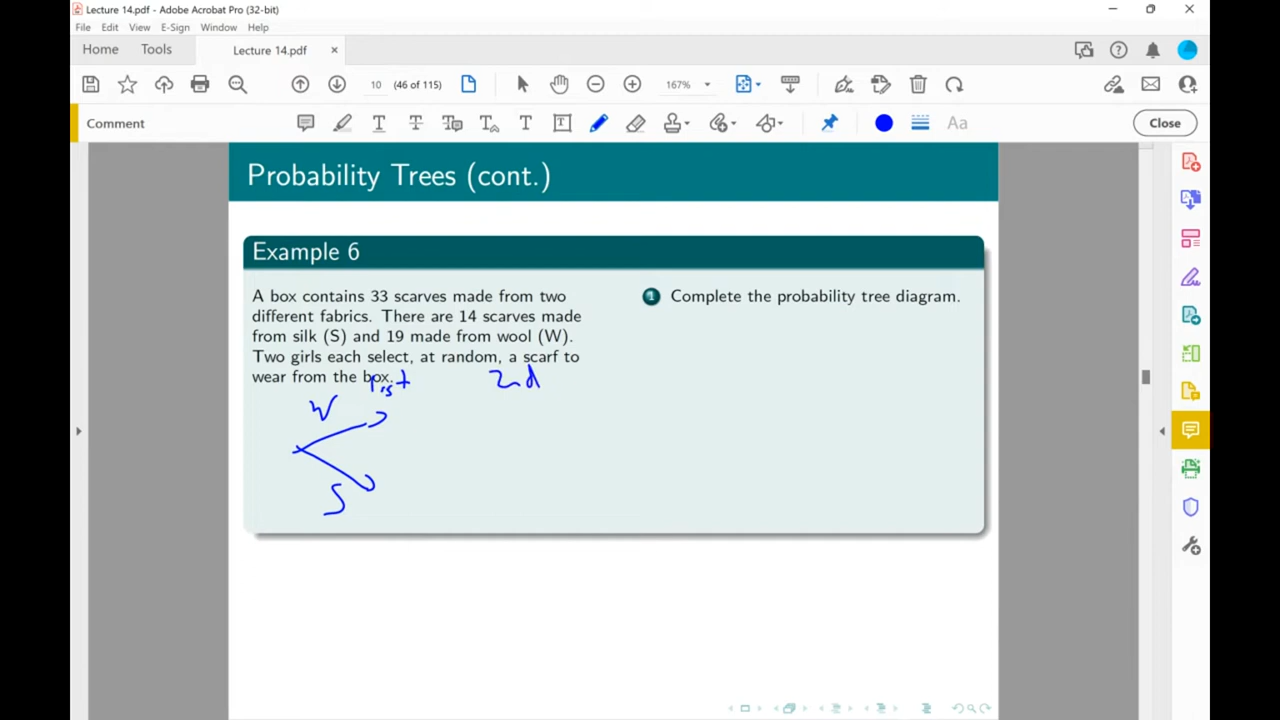 Lecture 14.pdf - Adobe Acrobat Pro (32-bit)
File Edit View E-Sign Window Help
Home Tools Lecture 14.pdf
10 (46 of 115) 167%
Comment Aa Close
Probability Trees (cont.)
Example 6
A box contains 33 scarves made from two
different fabrics. There are 14 scarves made
from silk (S) and 19 made from wool (W).
Two girls each select, at random, a scarf to
wear from the box.
1 Complete the probability tree diagram.
1st 2nd
W
S